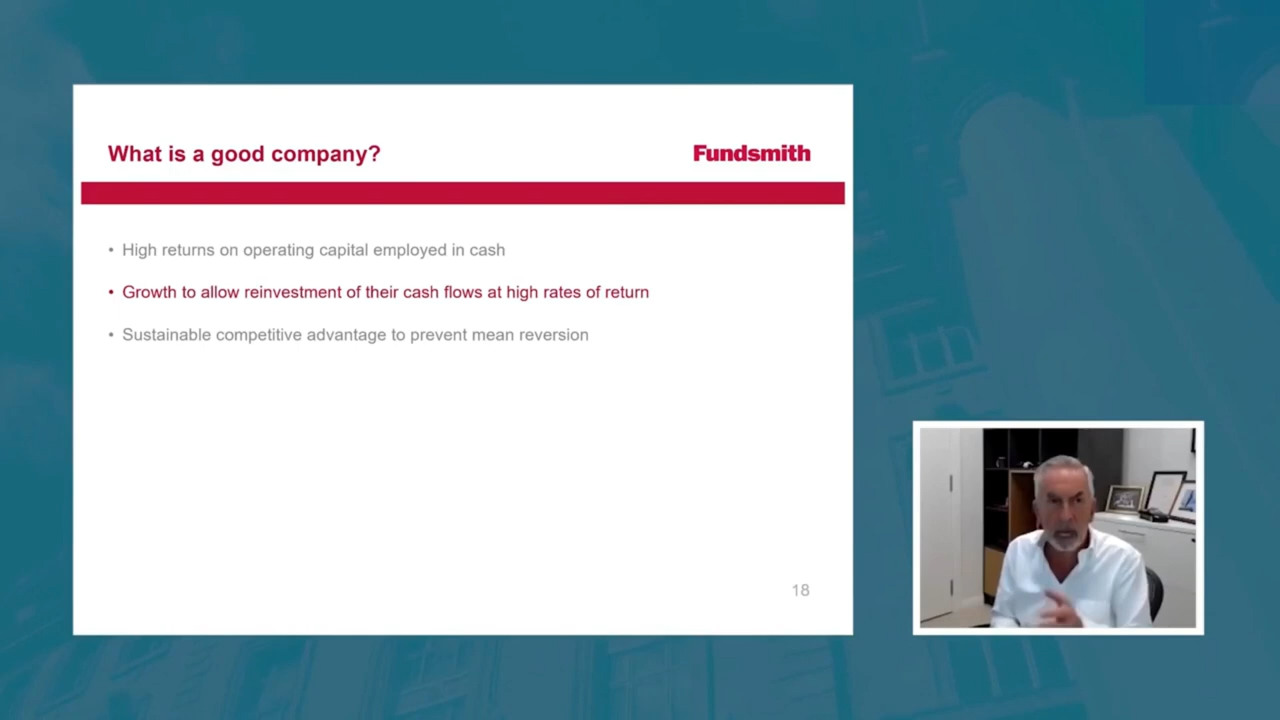 What is a good company?
Fundsmith
• High returns on operating capital employed in cash
• Growth to allow reinvestment of their cash flows at high rates of return
• Sustainable competitive advantage to prevent mean reversion
18